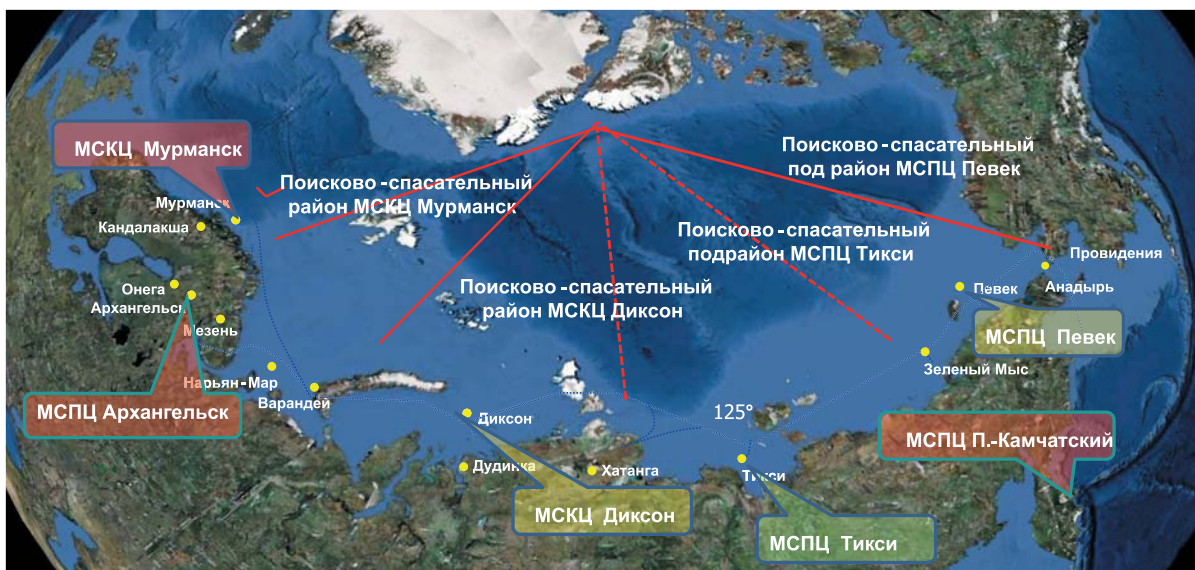 МСКЦ Мурманск
Поисково-спасательный
под район МСПЦ Певек
Поисково-спасательный
район МСКЦ Мурманск
Мурманск
Кандалакша
Поисково-спасательный
подрайон МСПЦ Тикси
Провидения
Онега
Архангельск
Поисково-спасательный
район МСКЦ Диксон
Певек
Анадырь
Мезень
МСПЦ Певек
Зеленый Мыс
Нарьян-Мар
Варандей
МСПЦ Архангельск
Диксон
125°
МСПЦ П.-Камчатский
Дудинка
Хатанга
Тикси
МСКЦ Диксон
МСПЦ Тикси